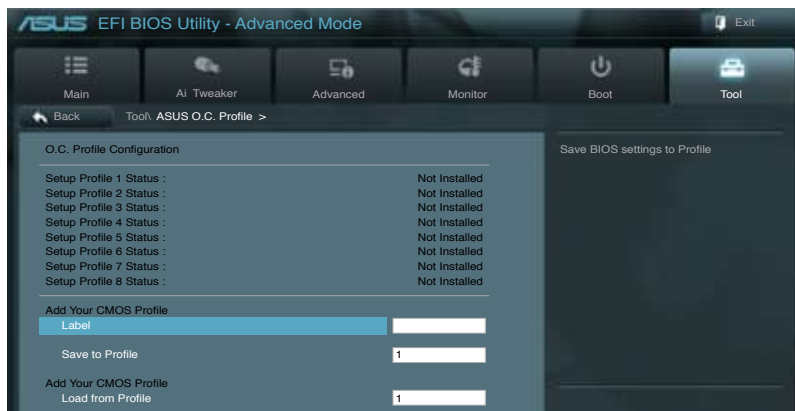 ASUS EFI BIOS Utility - Advanced Mode
Exit
Main
Ai Tweaker
Advanced
Monitor
Boot
Tool
Back
Tool\ ASUS O.C. Profile >
O.C. Profile Configuration
Save BIOS settings to Profile
Setup Profile 1 Status : Not Installed
Setup Profile 2 Status : Not Installed
Setup Profile 3 Status : Not Installed
Setup Profile 4 Status : Not Installed
Setup Profile 5 Status : Not Installed
Setup Profile 6 Status : Not Installed
Setup Profile 7 Status : Not Installed
Setup Profile 8 Status : Not Installed
Add Your CMOS Profile
Label
Save to Profile 1
Add Your CMOS Profile
Load from Profile 1